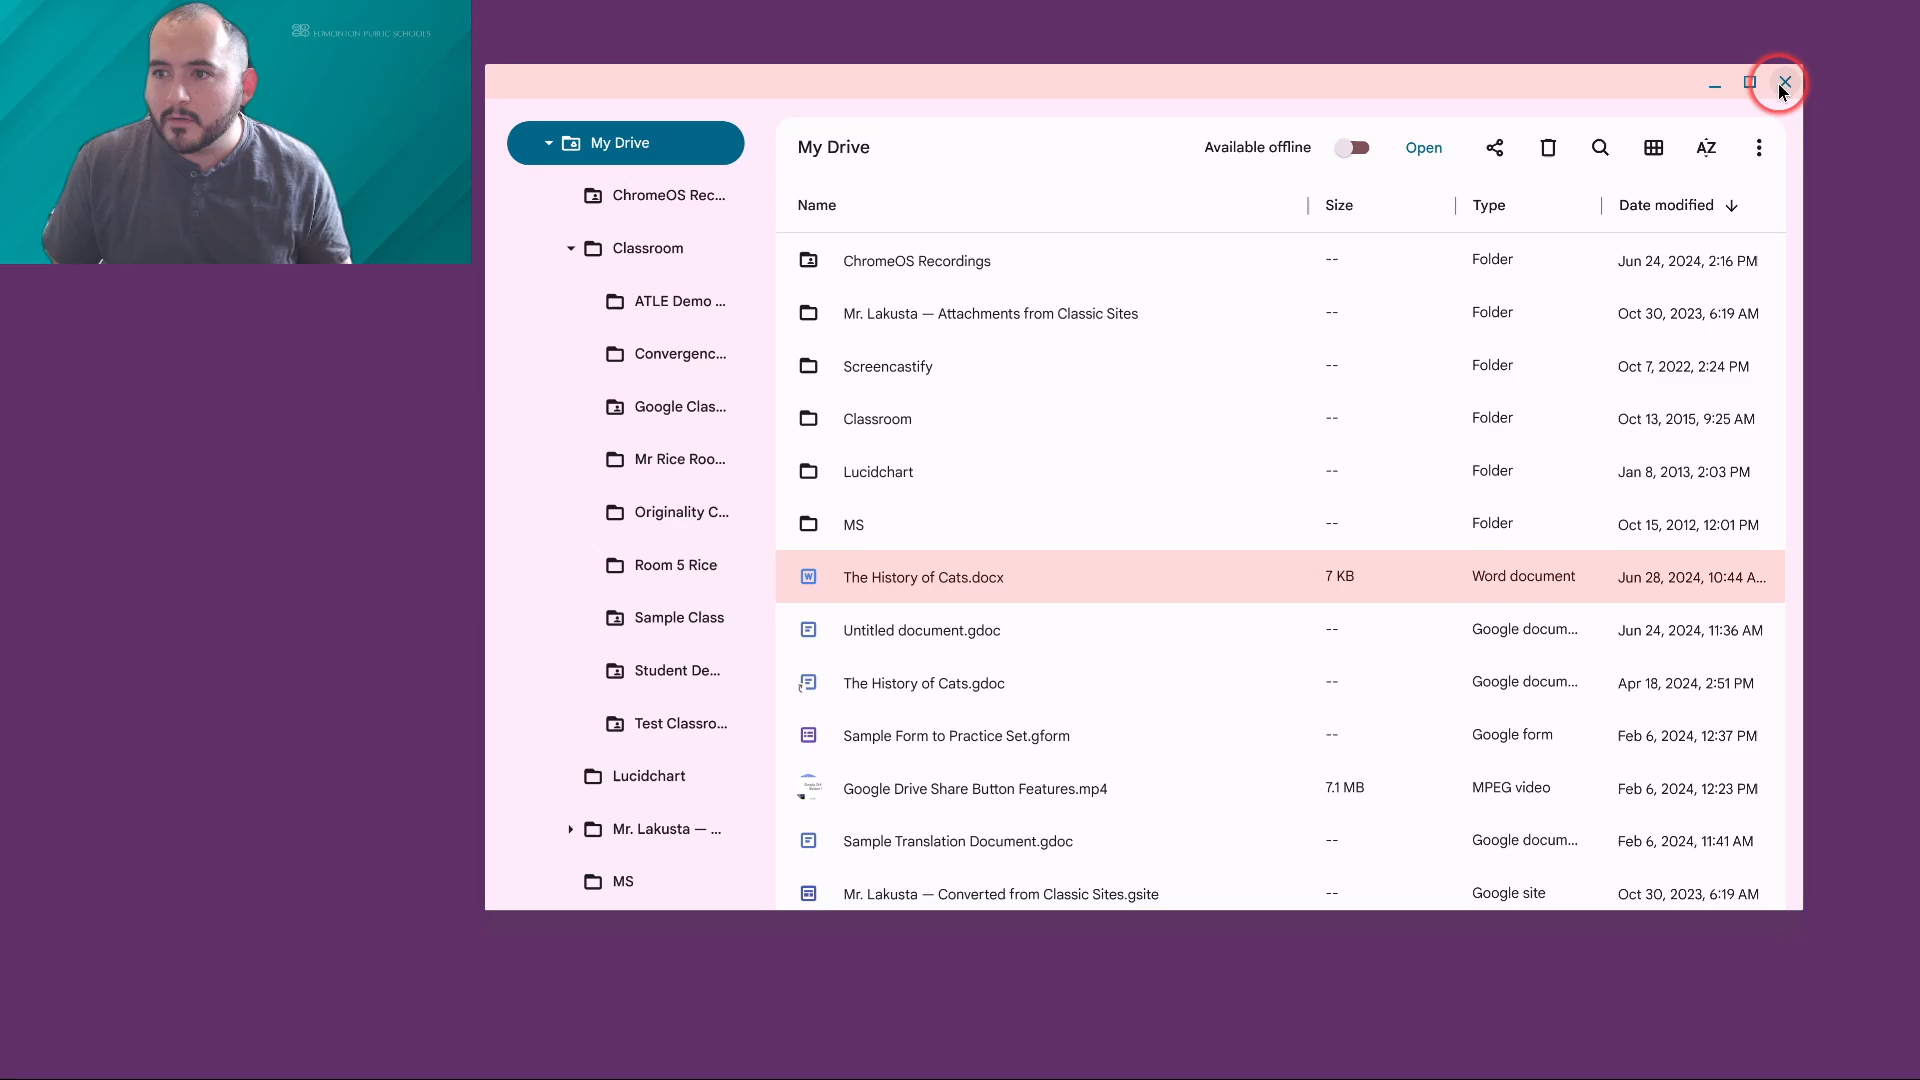 EDMONTON PUBLIC SCHOOLS
My Drive
ChromeOS Rec...
Classroom
ATLE Demo ...
Convergenc...
Google Clas...
Mr Rice Roo...
Originality C...
Room 5 Rice
Sample Class
Student De...
Test Classro...
Lucidchart
Mr. Lakusta — ...
MS
My Drive Available offline Open AZ
Name Size Type Date modified
ChromeOS Recordings -- Folder Jun 24, 2024, 2:16 PM
Mr. Lakusta — Attachments from Classic Sites -- Folder Oct 30, 2023, 6:19 AM
Screencastify -- Folder Oct 7, 2022, 2:24 PM
Classroom -- Folder Oct 13, 2015, 9:25 AM
Lucidchart -- Folder Jan 8, 2013, 2:03 PM
MS -- Folder Oct 15, 2012, 12:01 PM
W The History of Cats.docx 7 KB Word document Jun 28, 2024, 10:44 A...
Untitled document.gdoc -- Google docum... Jun 24, 2024, 11:36 AM
The History of Cats.gdoc -- Google docum... Apr 18, 2024, 2:51 PM
Sample Form to Practice Set.gform -- Google form Feb 6, 2024, 12:37 PM
Google Drive Share Button Features.mp4 7.1 MB MPEG video Feb 6, 2024, 12:23 PM
Sample Translation Document.gdoc -- Google docum... Feb 6, 2024, 11:41 AM
Mr. Lakusta — Converted from Classic Sites.gsite -- Google site Oct 30, 2023, 6:19 AM